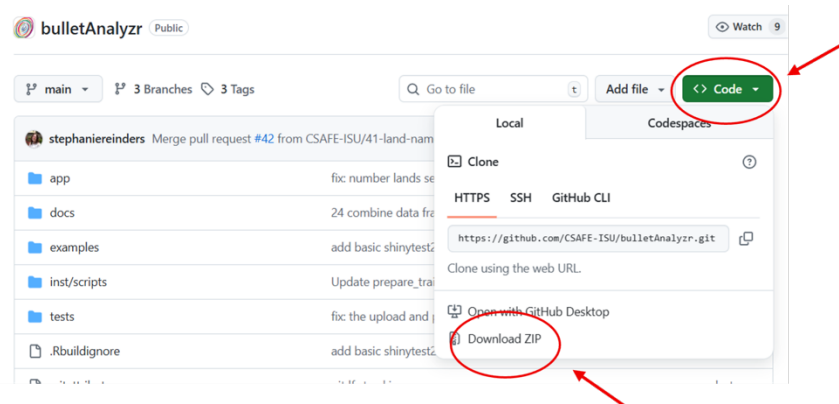 bulletAnalyzr Public Watch 9
main 3 Branches 3 Tags Go to file t Add file <> Code
Local Codespaces
stephaniereinders Merge pull request #42 from CSAFE-ISU/41-land-nam
Clone
app fix: number lands se
HTTPS SSH GitHub CLI
docs 24 combine data fra
https://github.com/CSAFE-ISU/bulletAnalyzr.git
examples add basic shinytest2
Clone using the web URL.
inst/scripts Update prepare_trai
Open with GitHub Desktop
tests fix: the upload and
Download ZIP
.Rbuildignore add basic shinytest2